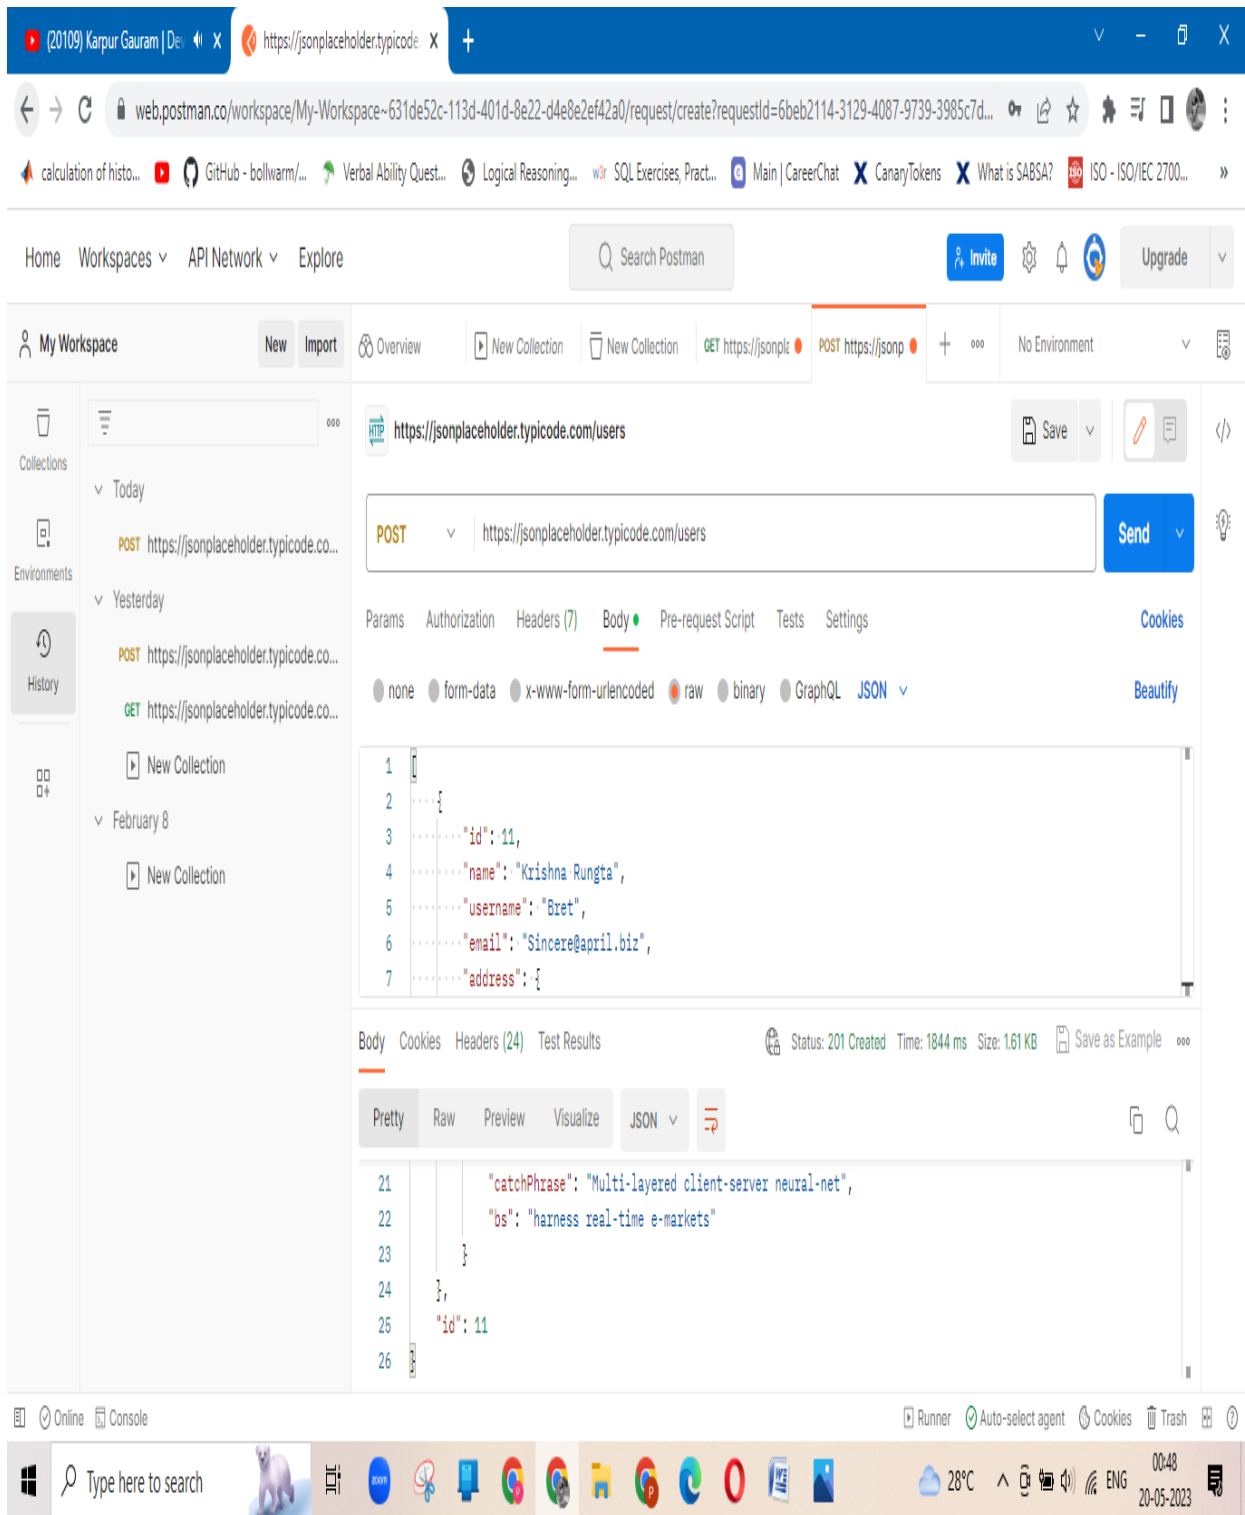 (20109) Karpur Gauram | Dev
https://jsonplaceholder.typicode.
web.postman.co/workspace/My-Workspace~631de52c-113d-401d-8e22-d4e8e2ef42a0/request/create?requestId=6beb2114-3129-4087-9739-3985c7d...
calculation of histo... GitHub - bollwarm/... Verbal Ability Quest... Logical Reasoning... w3r SQL Exercises, Pract... Main | CareerChat CanaryTokens What is SABSA? ISO - ISO/IEC 2700... »
Home Workspaces API Network Explore Search Postman Invite Upgrade
My Workspace New Import Overview New Collection New Collection GET https://jsonpla POST https://jsonp + No Environment
HTTP https://jsonplaceholder.typicode.com/users Save </>
Collections
Today
POST https://jsonplaceholder.typicode.co...
Environments
Yesterday
POST https://jsonplaceholder.typicode.co...
History
GET https://jsonplaceholder.typicode.co...
New Collection
February 8
New Collection
POST https://jsonplaceholder.typicode.com/users Send
Params Authorization Headers (7) Body Pre-request Script Tests Settings Cookies
none form-data x-www-form-urlencoded raw binary GraphQL JSON Beautify
1 [
2 {
3 "id": 11,
4 "name": "Krishna Rungta",
5 "username": "Bret",
6 "email": "Sincere@april.biz",
7 "address": {
Body Cookies Headers (24) Test Results Status: 201 Created Time: 1844 ms Size: 1.61 KB Save as Example
Pretty Raw Preview Visualize JSON
21 "catchPhrase": "Multi-layered client-server neural-net",
22 "bs": "harness real-time e-markets"
23 }
24 },
25 "id": 11
26 }
Online Console Runner Auto-select agent Cookies Trash
Type here to search zoom 28°C ENG 00:48
20-05-2023